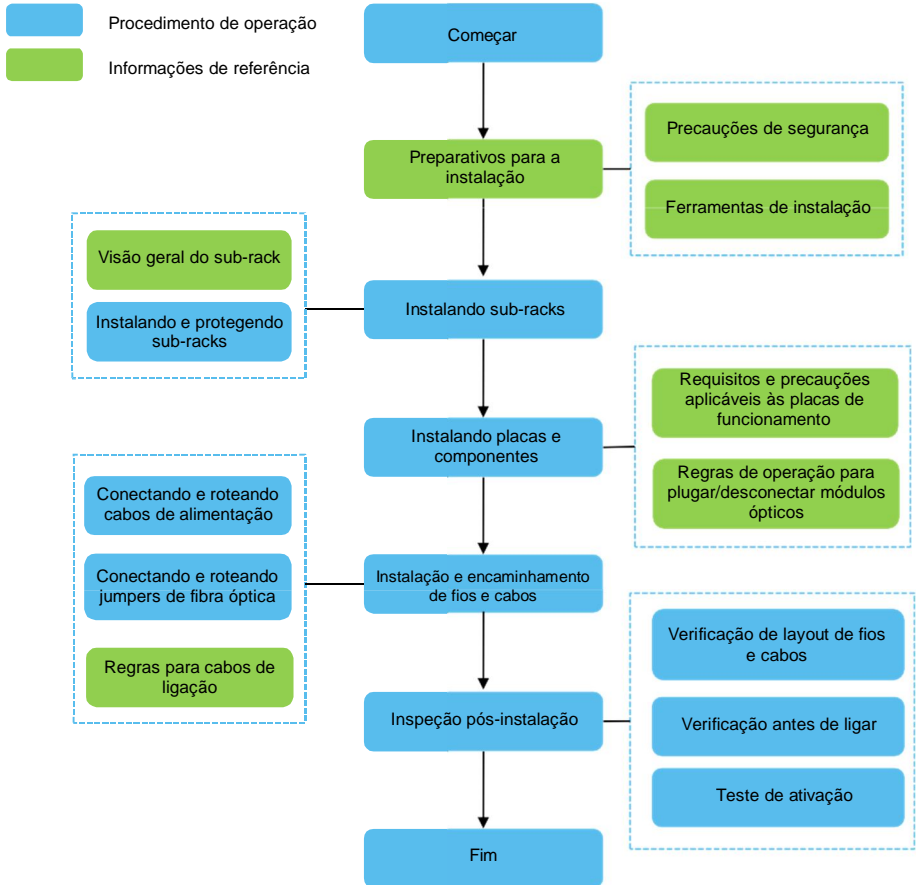 Procedimento de operação
Informações de referência
Começar
Preparativos para a
instalação
Precauções de segurança
Ferramentas de instalação
Visão geral do sub-rack
Instalando e protegendo
sub-racks
Instalando sub-racks
Instalando placas e
componentes
Requisitos e precauções
aplicáveis às placas de
funcionamento
Regras de operação para
plugar/desconectar módulos
ópticos
Conectando e roteando
cabos de alimentação
Conectando e roteando
jumpers de fibra óptica
Regras para cabos de
ligação
Instalação e encaminhamento
de fios e cabos
Inspeção pós-instalação
Verificação de layout de fios
e cabos
Verificação antes de ligar
Teste de ativação
Fim